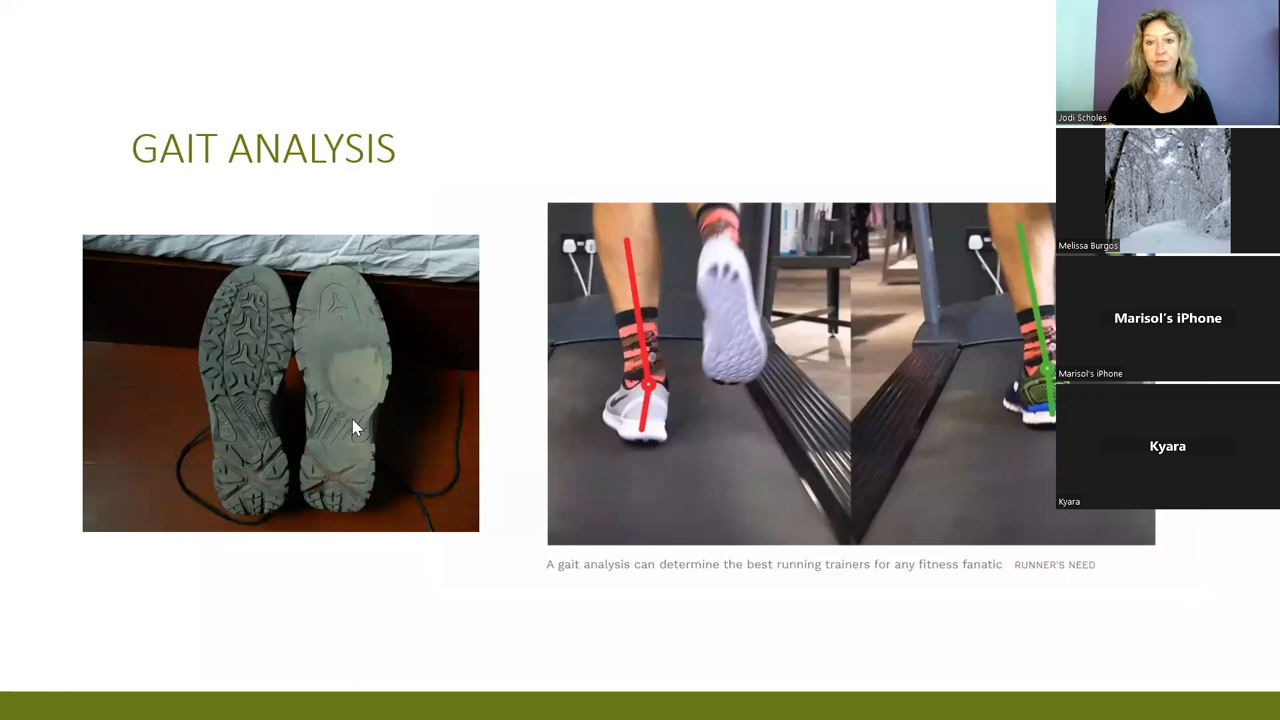 GAIT ANALYSIS
A gait analysis can determine the best running trainers for any fitness fanatic RUNNER'S NEED
Jodi Scholes
Melissa Burgos
Marisol's iPhone
Marisol's iPhone
Kyara
Kyara